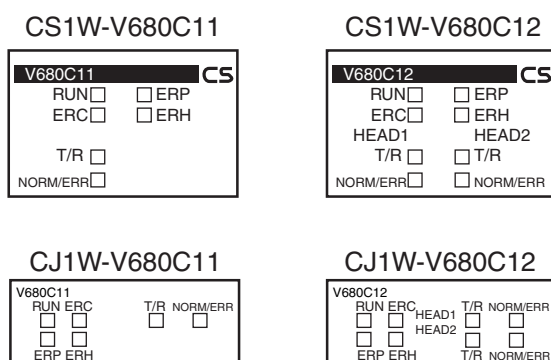 CS1W-V680C11
V680C11 CS
RUN ERP
ERC ERH
T/R
NORM/ERR
CS1W-V680C12
V680C12 CS
RUN ERP
ERC ERH
HEAD1 HEAD2
T/R T/R
NORM/ERR NORM/ERR
CJ1W-V680C11
V680C11
RUN ERC T/R NORM/ERR
ERP ERH
CJ1W-V680C12
V680C12
RUN ERC T/R NORM/ERR
HEAD1
HEAD2
ERP ERH T/R NORM/ERR